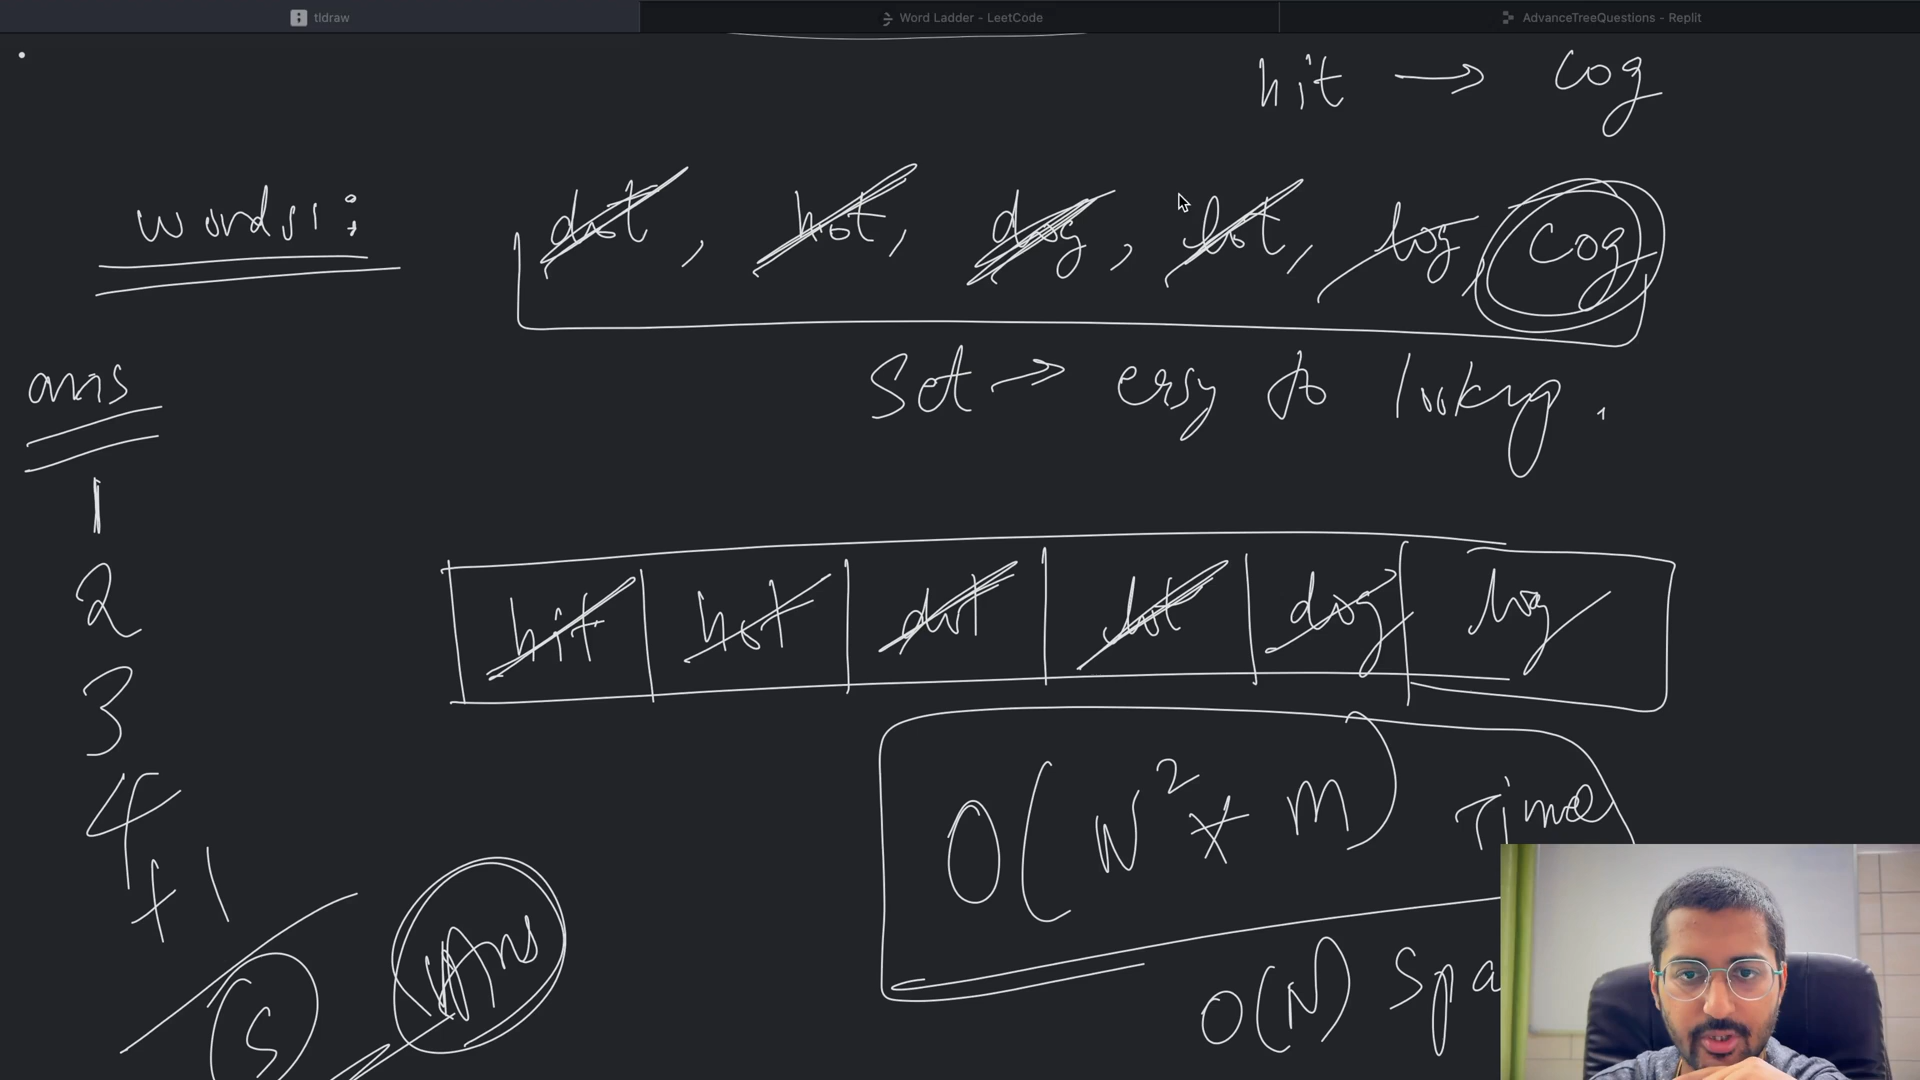 tldraw
Word Ladder - LeetCode
AdvanceTreeQuestions - Replit
hit → cog
words: dot, hot, dog, lot, log, cog
Set → easy to lookup.
ans
1
2
3
4
+1
5
Ans
hit hot dot lot dog log
O(N² * M) Time
O(N) Spa